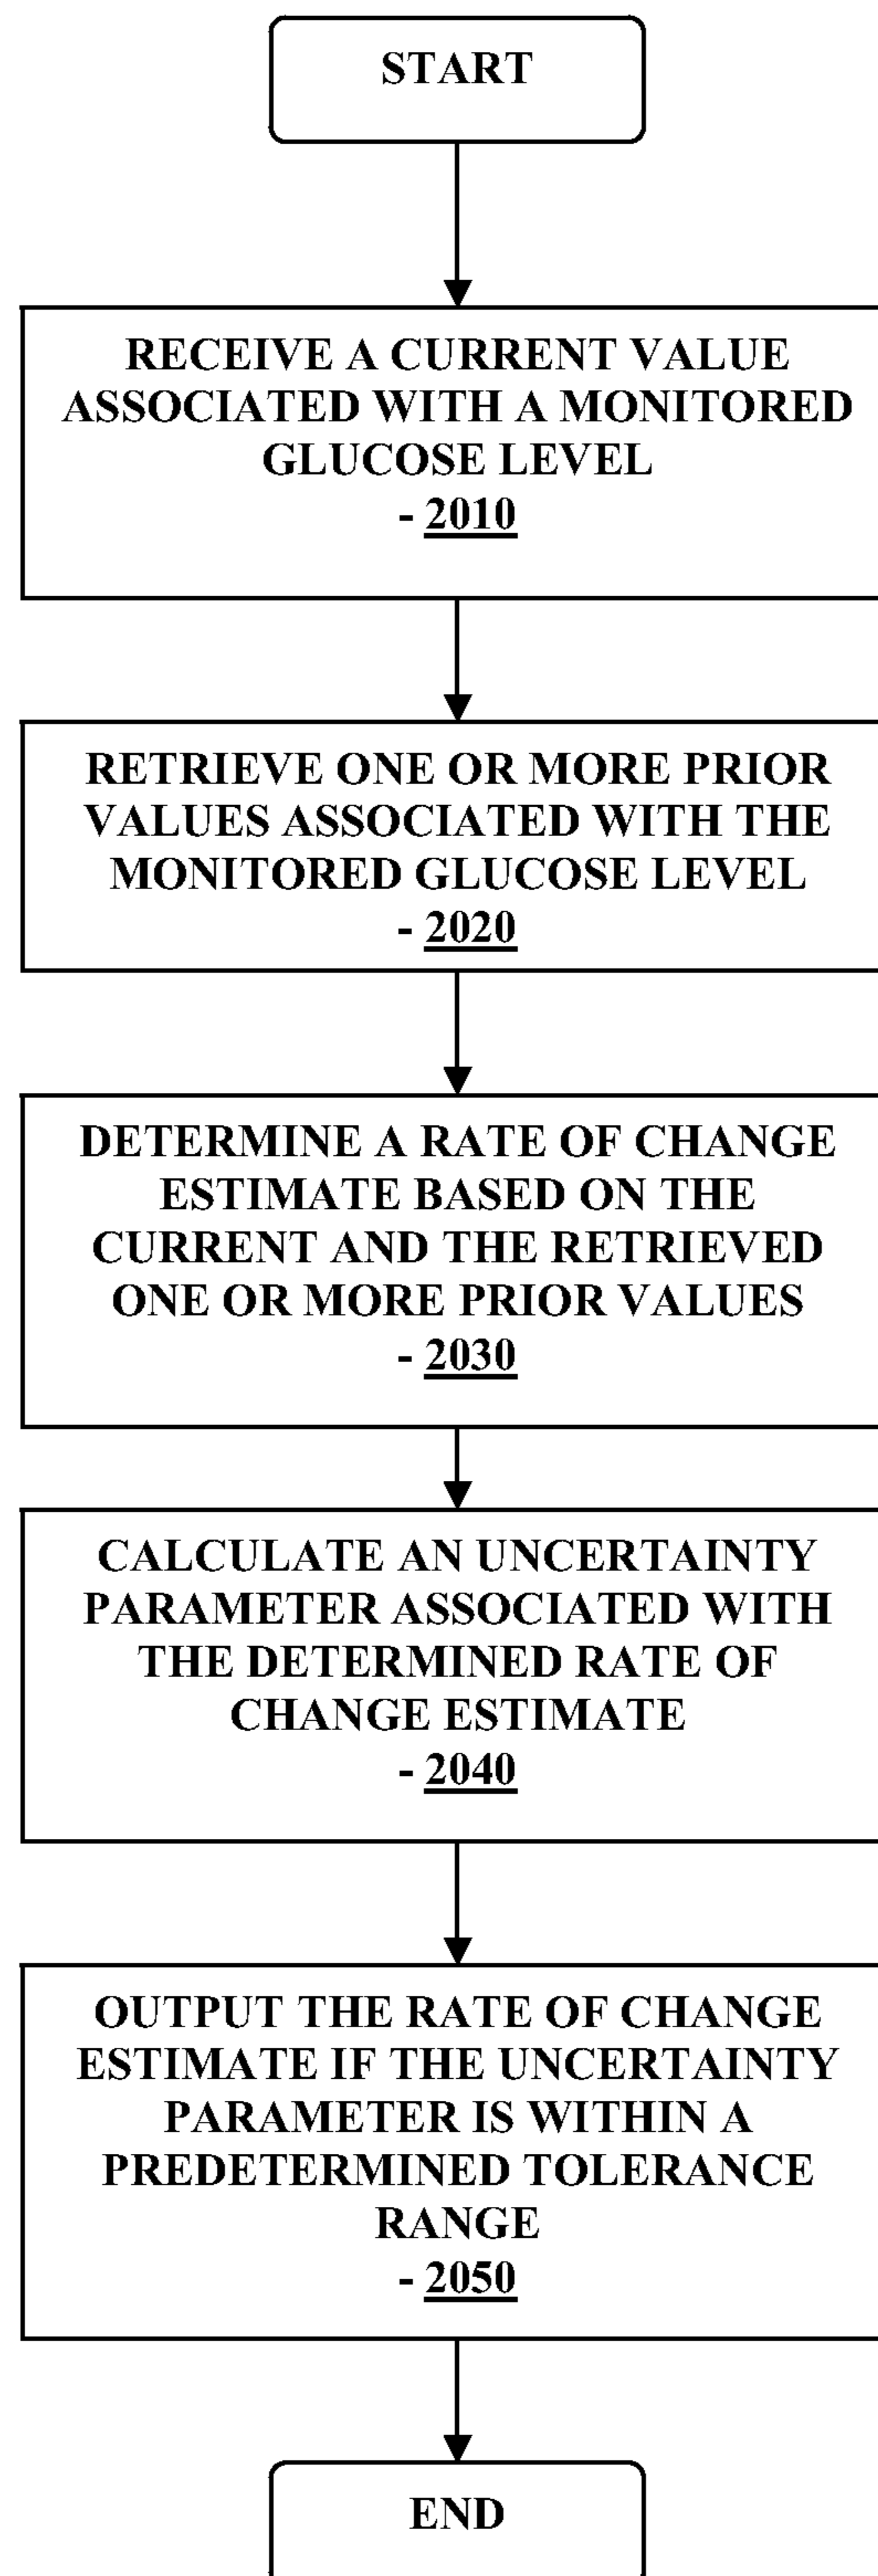 START
RECEIVE A CURRENT VALUE
ASSOCIATED WITH A MONITORED
GLUCOSE LEVEL
- 2010
RETRIEVE ONE OR MORE PRIOR
VALUES ASSOCIATED WITH THE
MONITORED GLUCOSE LEVEL
- 2020
DETERMINE A RATE OF CHANGE
ESTIMATE BASED ON THE
CURRENT AND THE RETRIEVED
ONE OR MORE PRIOR VALUES
- 2030
CALCULATE AN UNCERTAINTY
PARAMETER ASSOCIATED WITH
THE DETERMINED RATE OF
CHANGE ESTIMATE
- 2040
OUTPUT THE RATE OF CHANGE
ESTIMATE IF THE UNCERTAINTY
PARAMETER IS WITHIN A
PREDETERMINED TOLERANCE
RANGE
- 2050
END